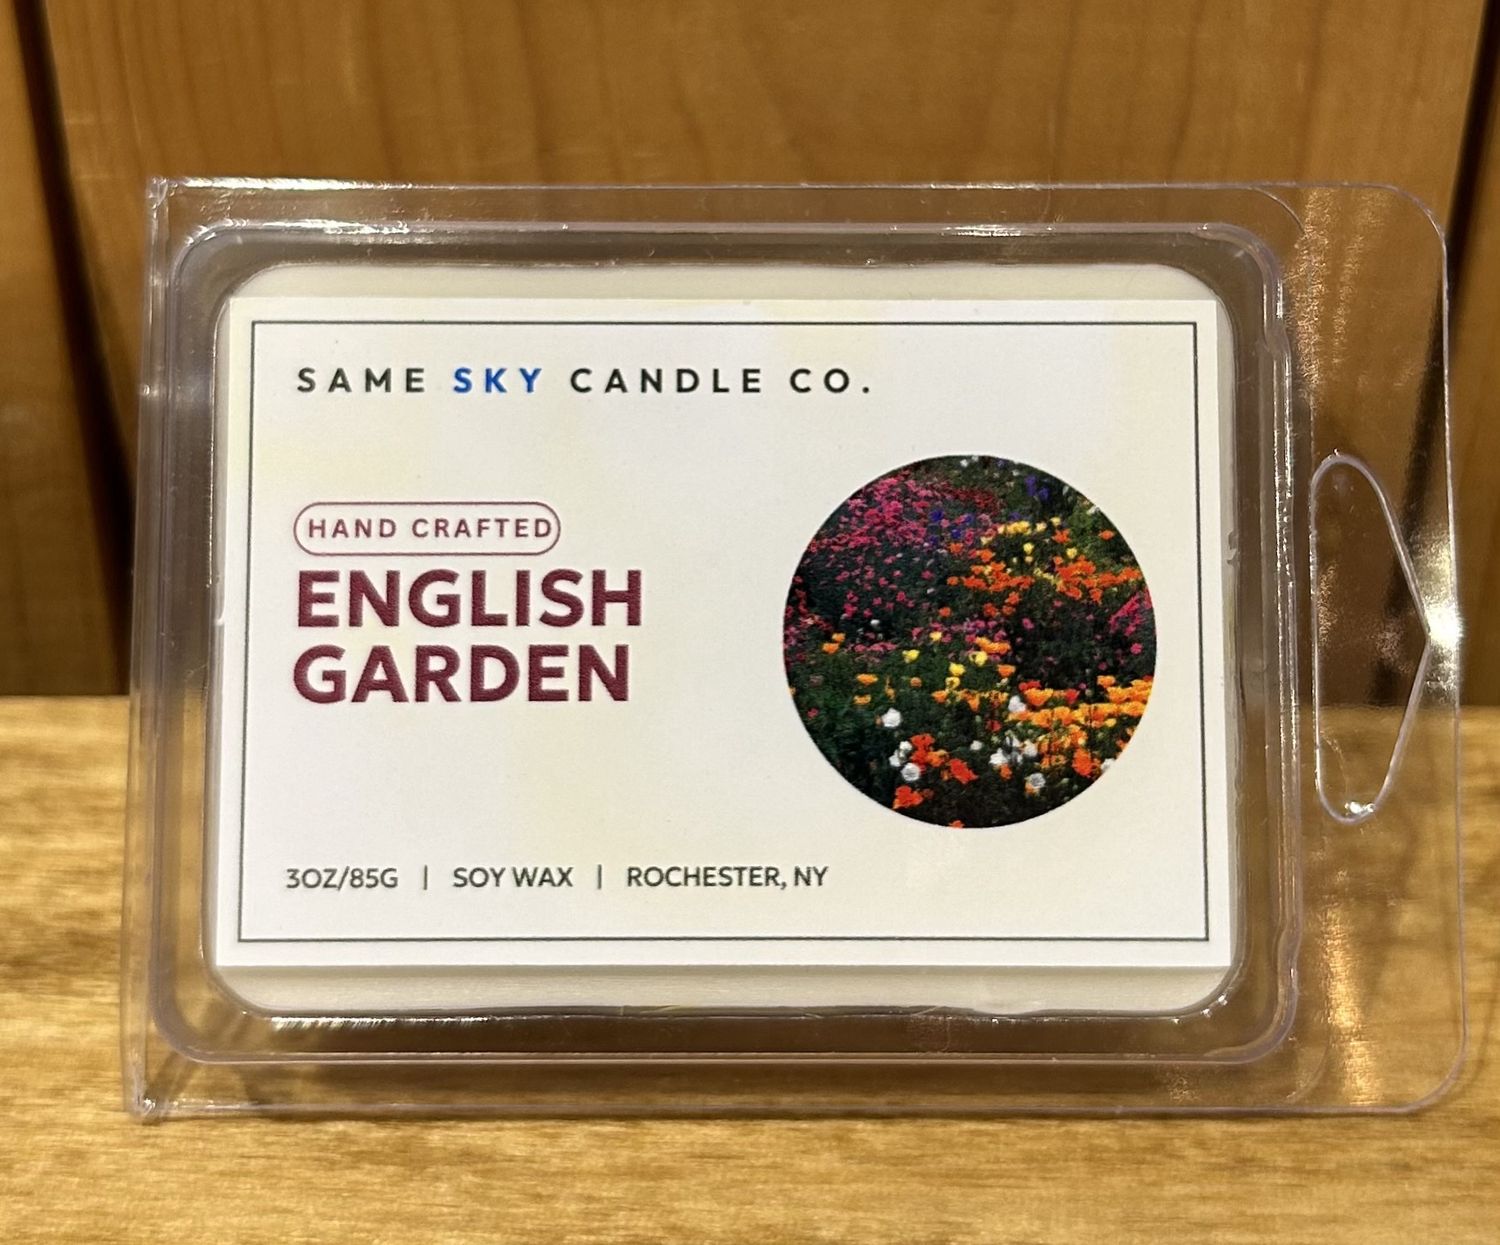 SAME SKY CANDLE CO.
HAND CRAFTED
ENGLISH
GARDEN
3OZ/85G | SOY WAX | ROCHESTER, NY